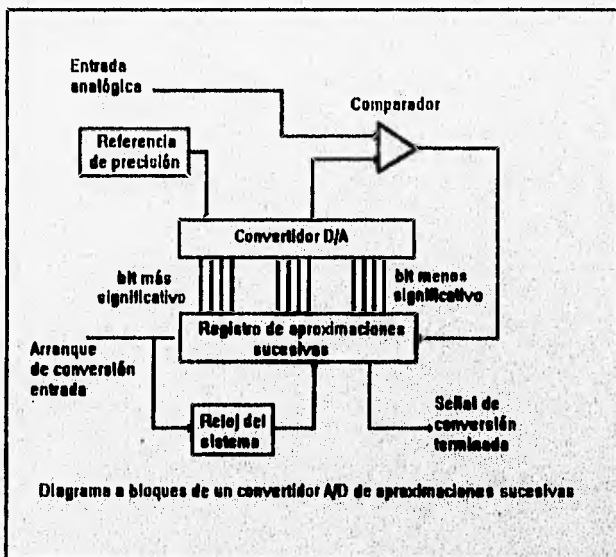 Entrada
analógica
Comparador
Referencia
de precisión
Convertidor D/A
bit más
significativo
bit menos
significativo
Registro de aproximaciones
sucesivas
Arranque
de conversión
entrada
Reloj del
sistema
Señal de
conversión
terminada
Diagrama a bloques de un convertidor A/D de aproximaciones sucesivas